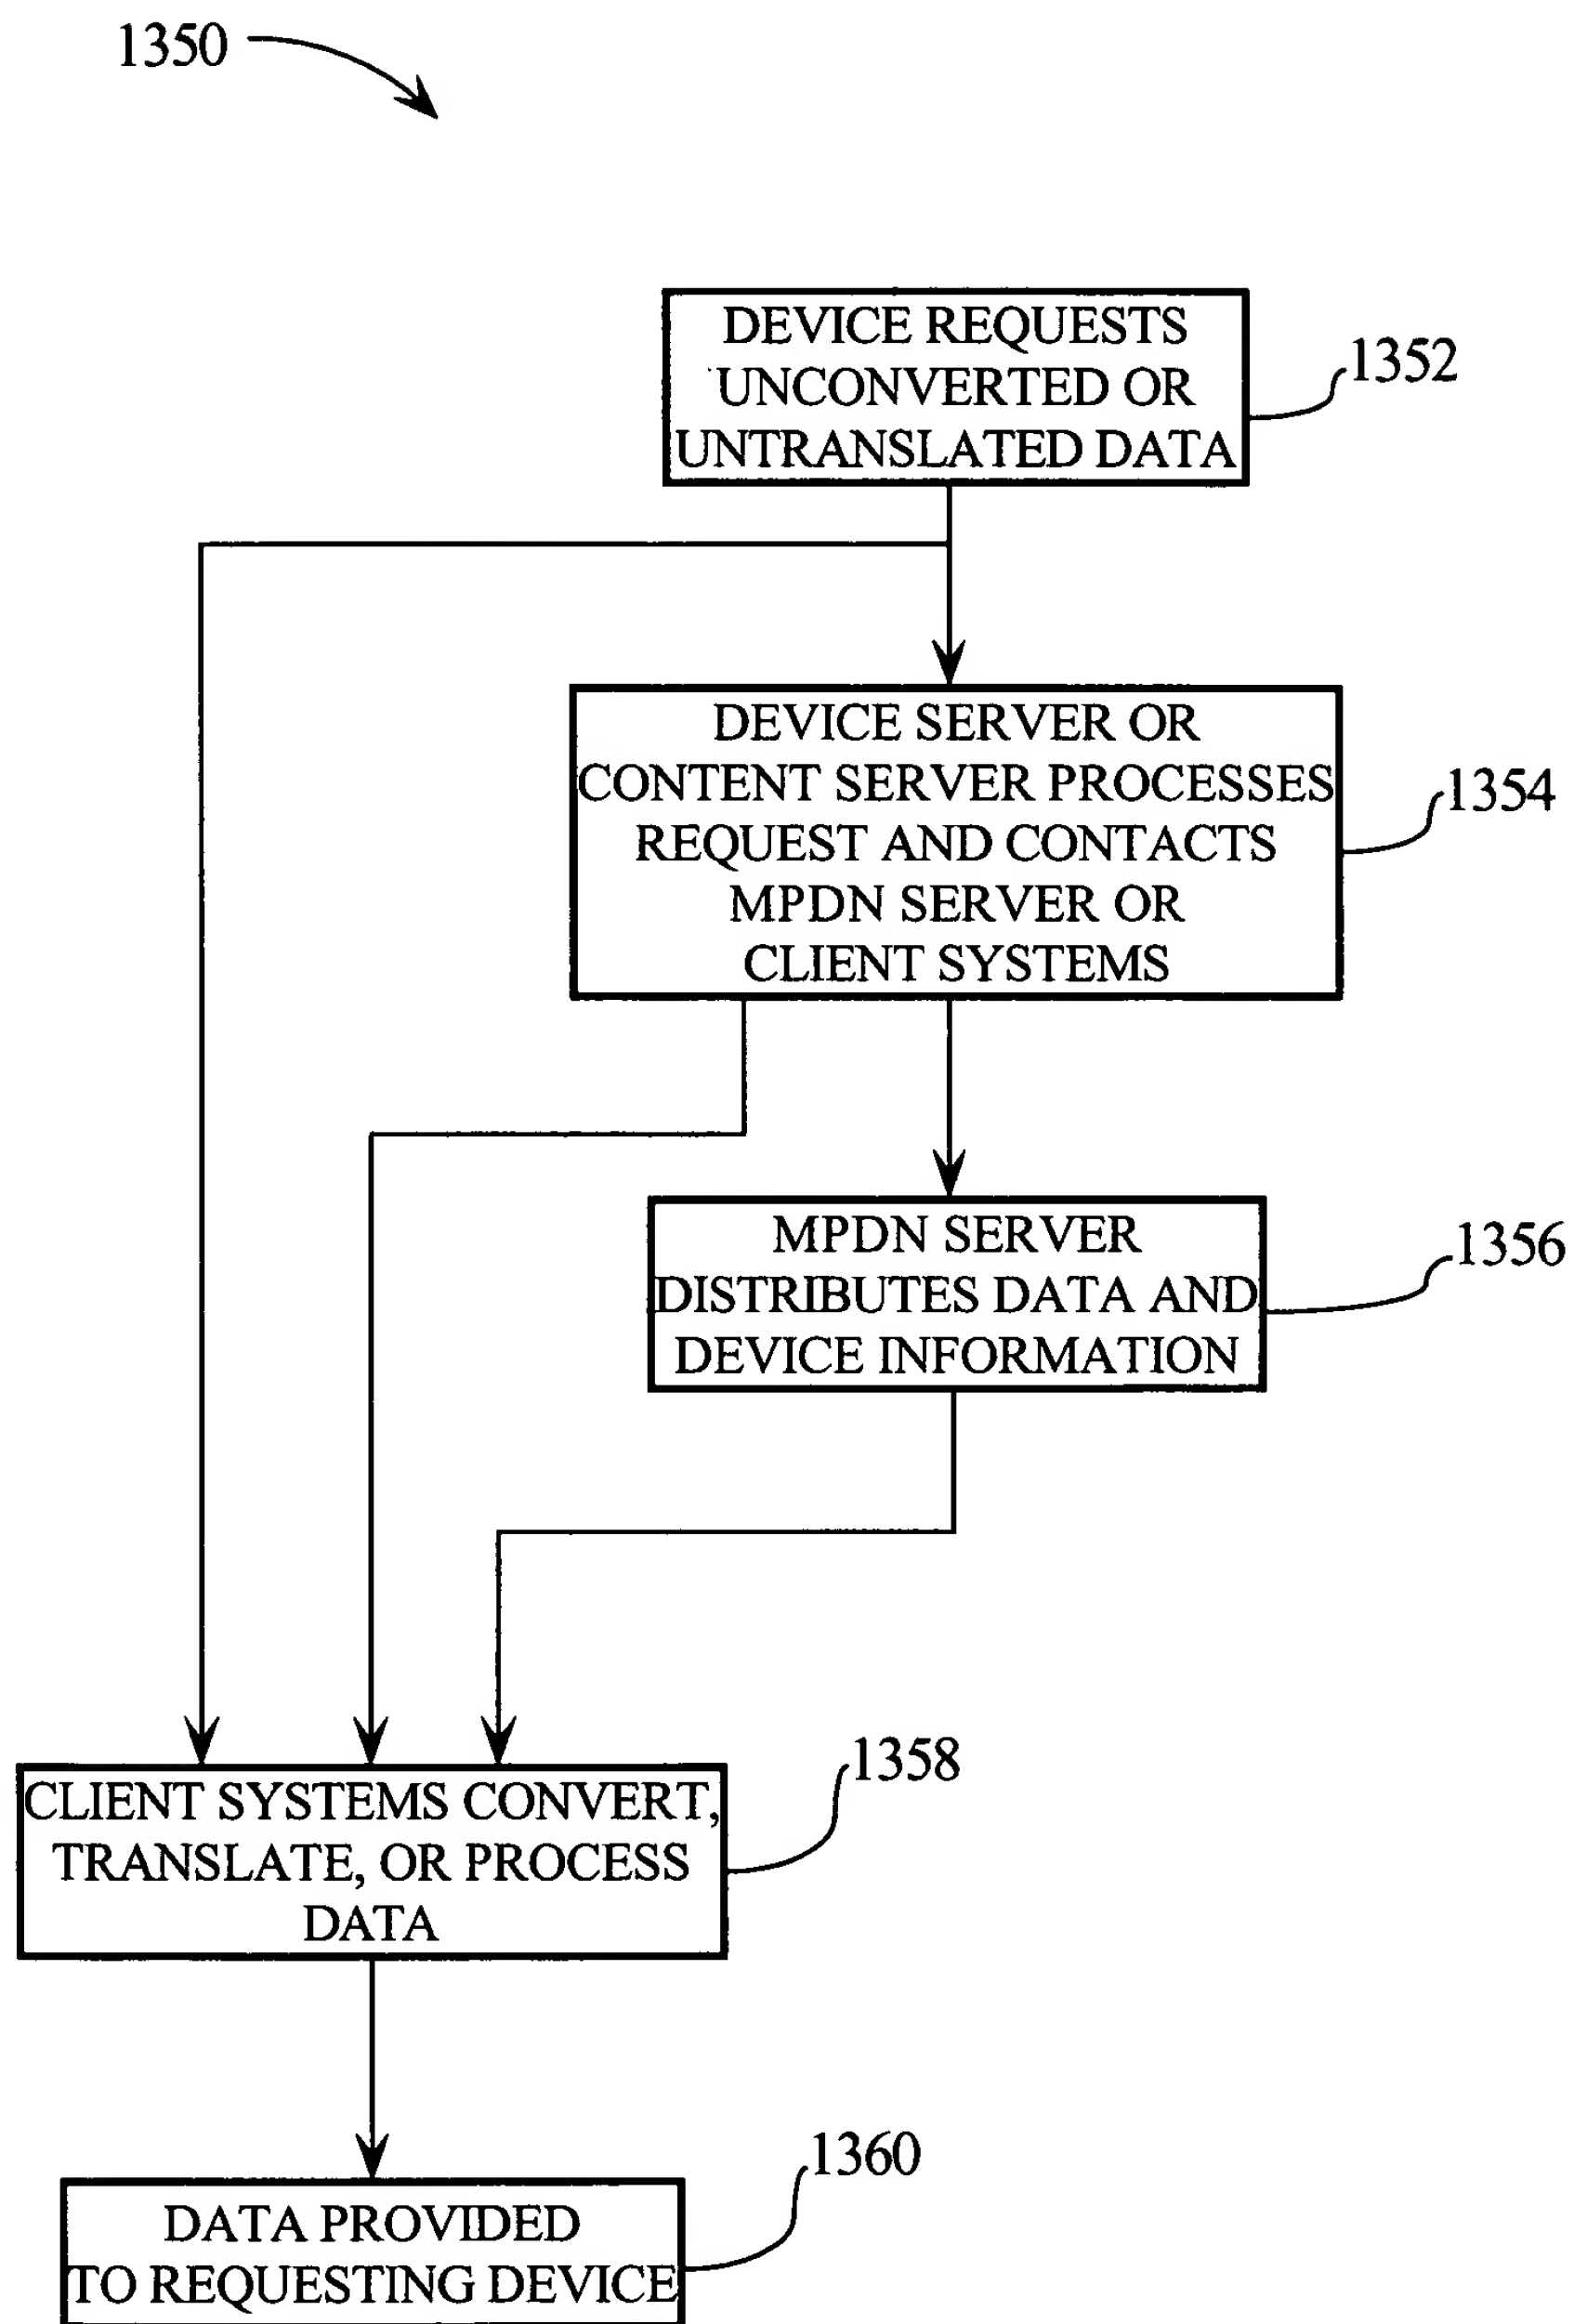 1350
DEVICE REQUESTS
UNCONVERTED OR
UNTRANSLATED DATA
1352
DEVICE SERVER OR
CONTENT SERVER PROCESSES
REQUEST AND CONTACTS
MPDN SERVER OR
CLIENT SYSTEMS
1354
MPDN SERVER
DISTRIBUTES DATA AND
DEVICE INFORMATION
1356
CLIENT SYSTEMS CONVERT,
TRANSLATE, OR PROCESS
DATA
1358
DATA PROVIDED
TO REQUESTING DEVICE
1360